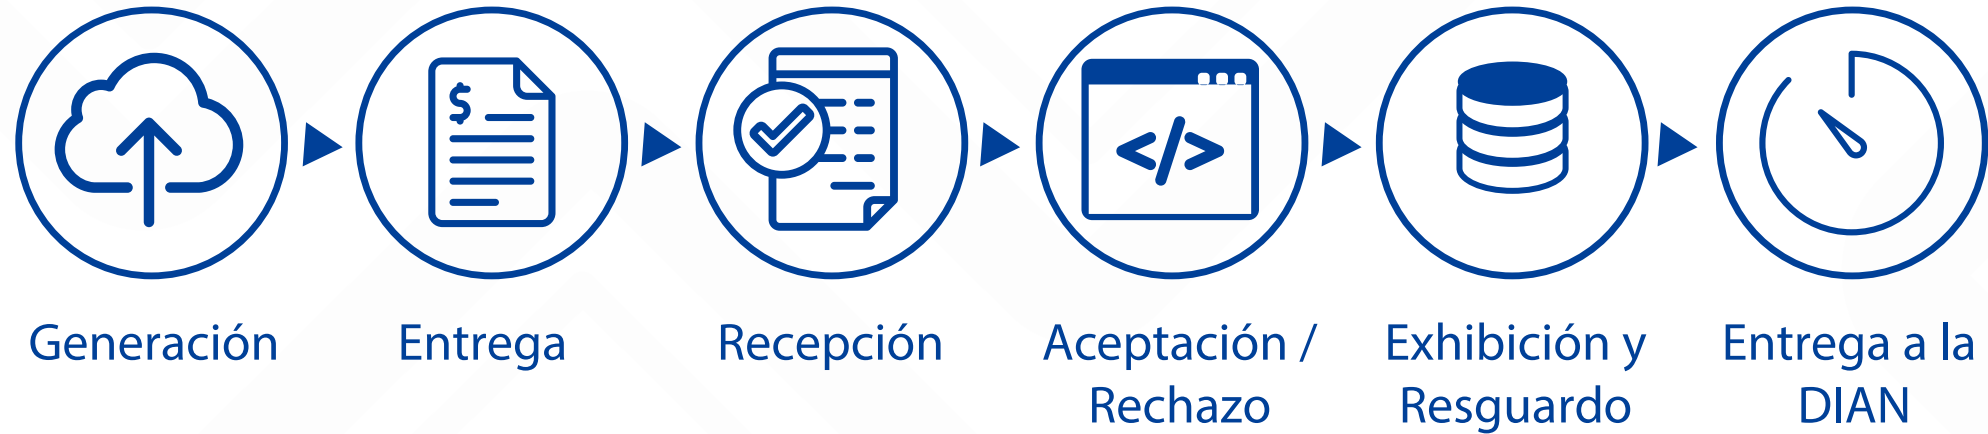 $
</>
Generación
Entrega
Recepción
Aceptación /
Rechazo
Exhibición y
Resguardo
Entrega a la
DIAN